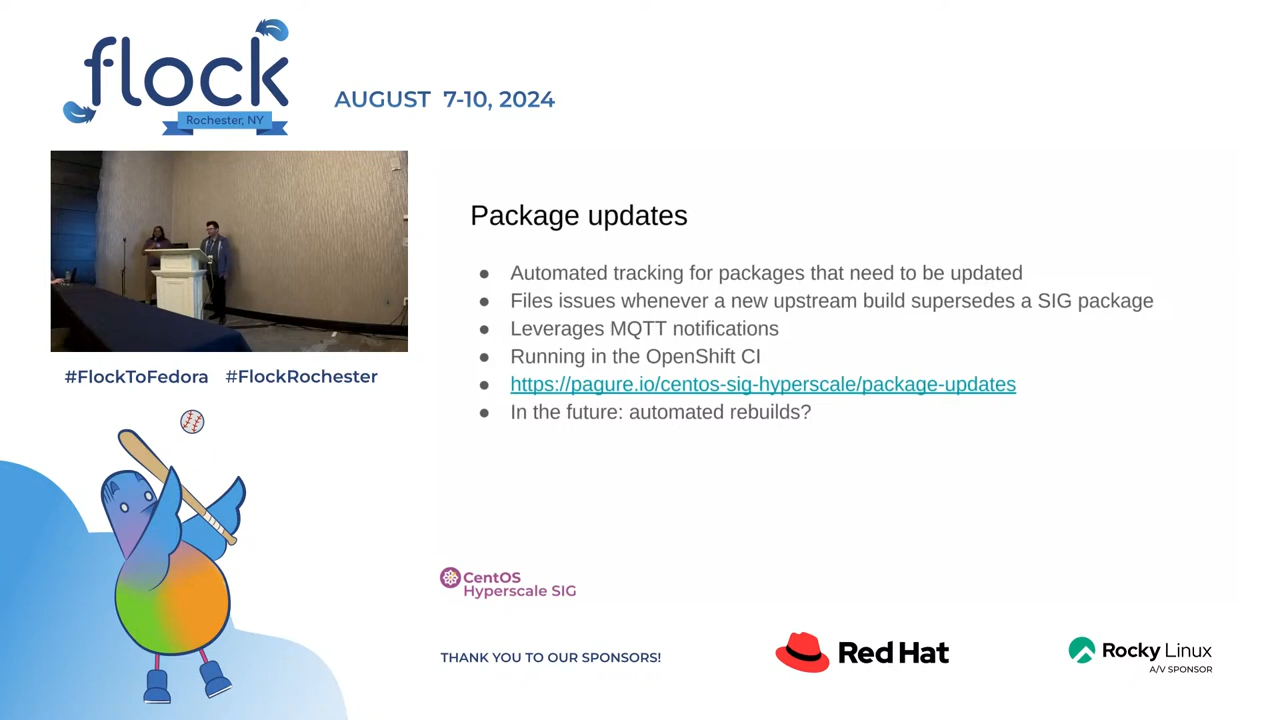 flock
Rochester, NY
AUGUST 7-10, 2024
#FlockToFedora #FlockRochester
Package updates
● Automated tracking for packages that need to be updated
● Files issues whenever a new upstream build supersedes a SIG package
● Leverages MQTT notifications
● Running in the OpenShift CI
● https://pagure.io/centos-sig-hyperscale/package-updates
● In the future: automated rebuilds?
CentOS
Hyperscale SIG
THANK YOU TO OUR SPONSORS!
Red Hat
Rocky Linux
A/V SPONSOR